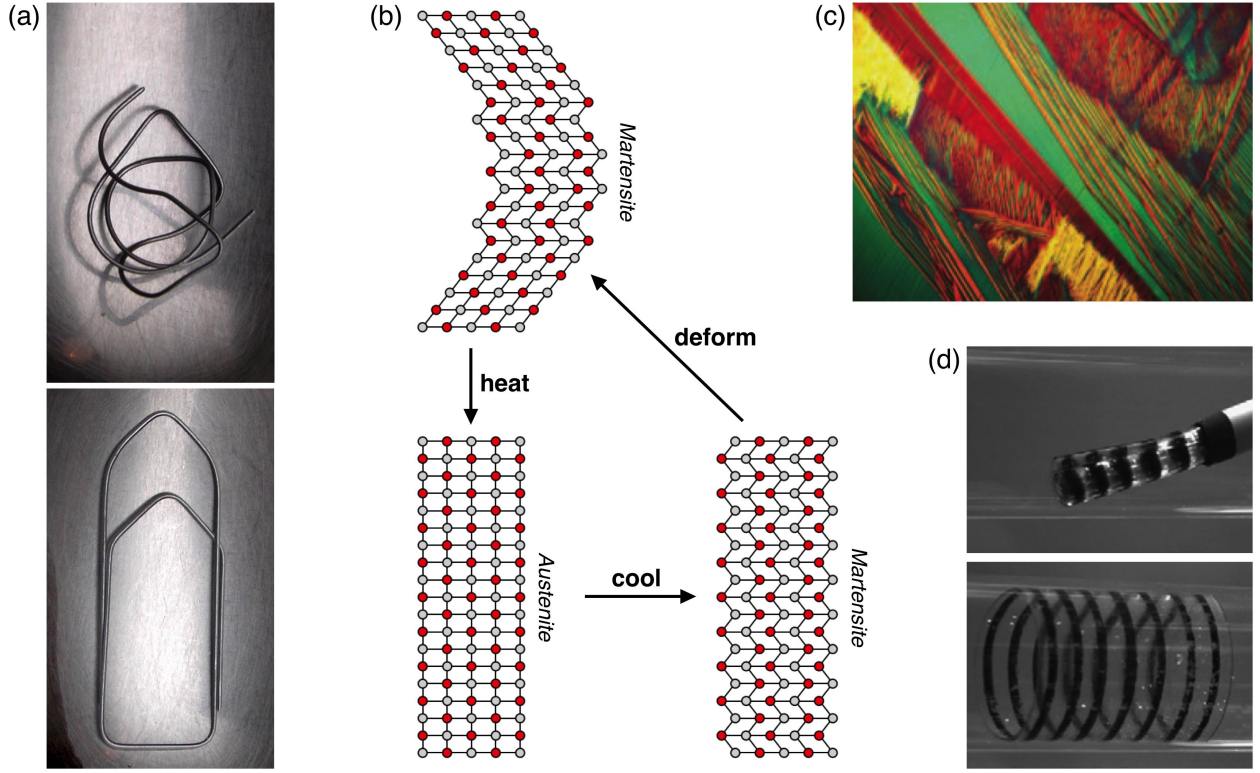 (a)
(b)
(c)
Martensite
deform
(d)
heat
Austenite
cool
Martensite